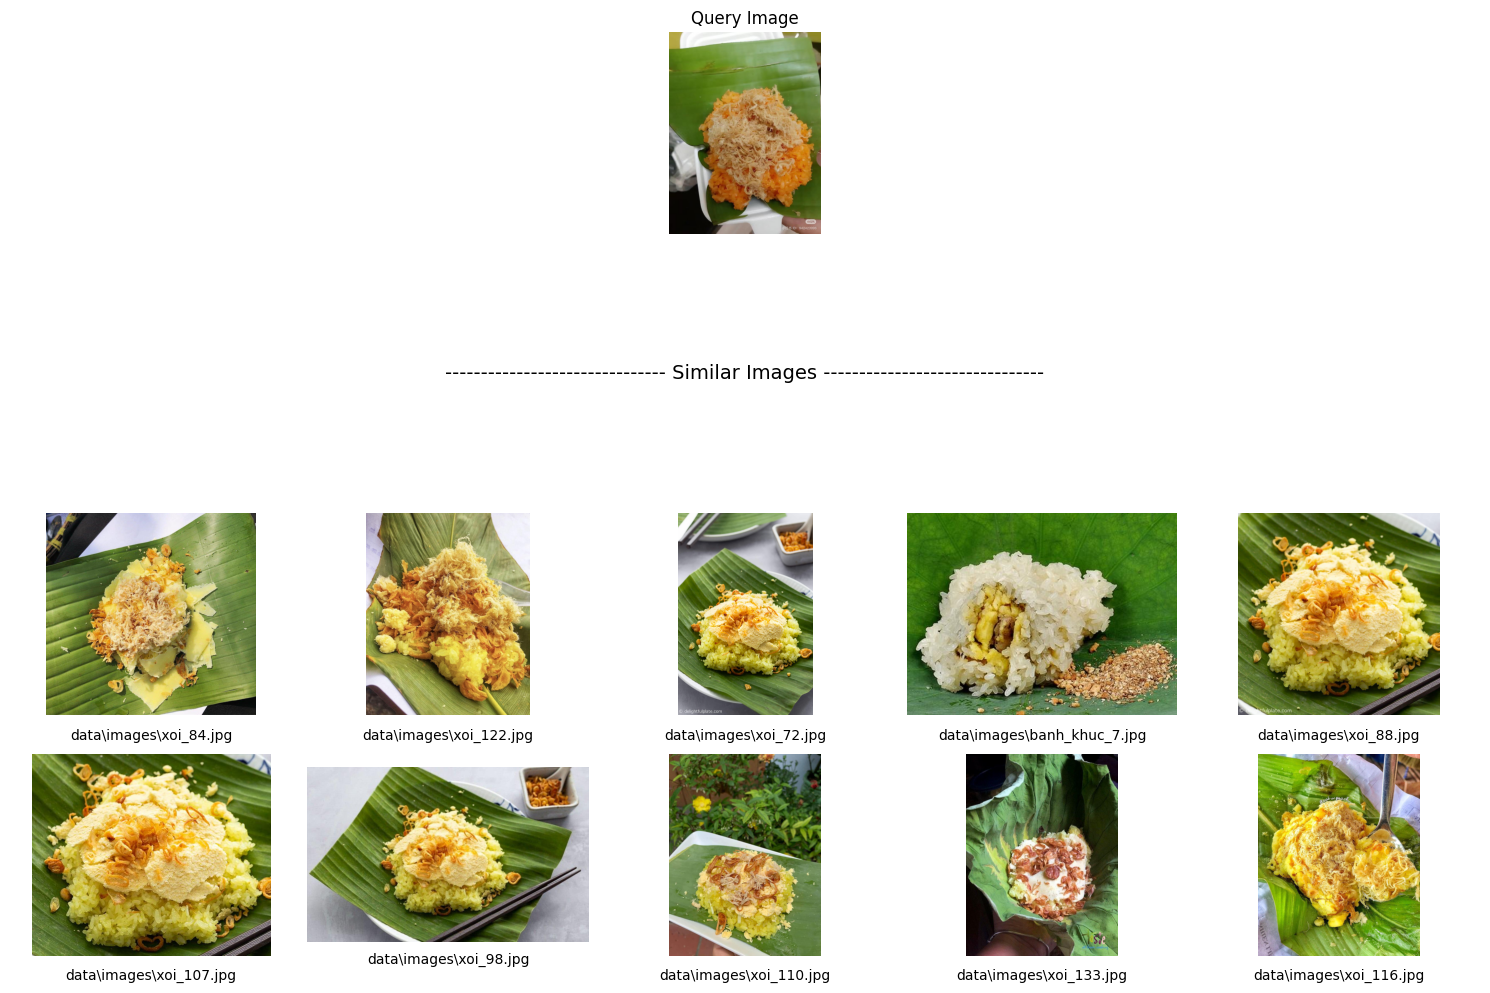 Query Image
-------------------------------- Similar Images --------------------------------
data\images\xoi_84.jpg
data\images\xoi_122.jpg
data\images\xoi_72.jpg
data\images\banh_khuc_7.jpg
data\images\xoi_88.jpg
data\images\xoi_107.jpg
data\images\xoi_98.jpg
data\images\xoi_110.jpg
data\images\xoi_133.jpg
data\images\xoi_116.jpg